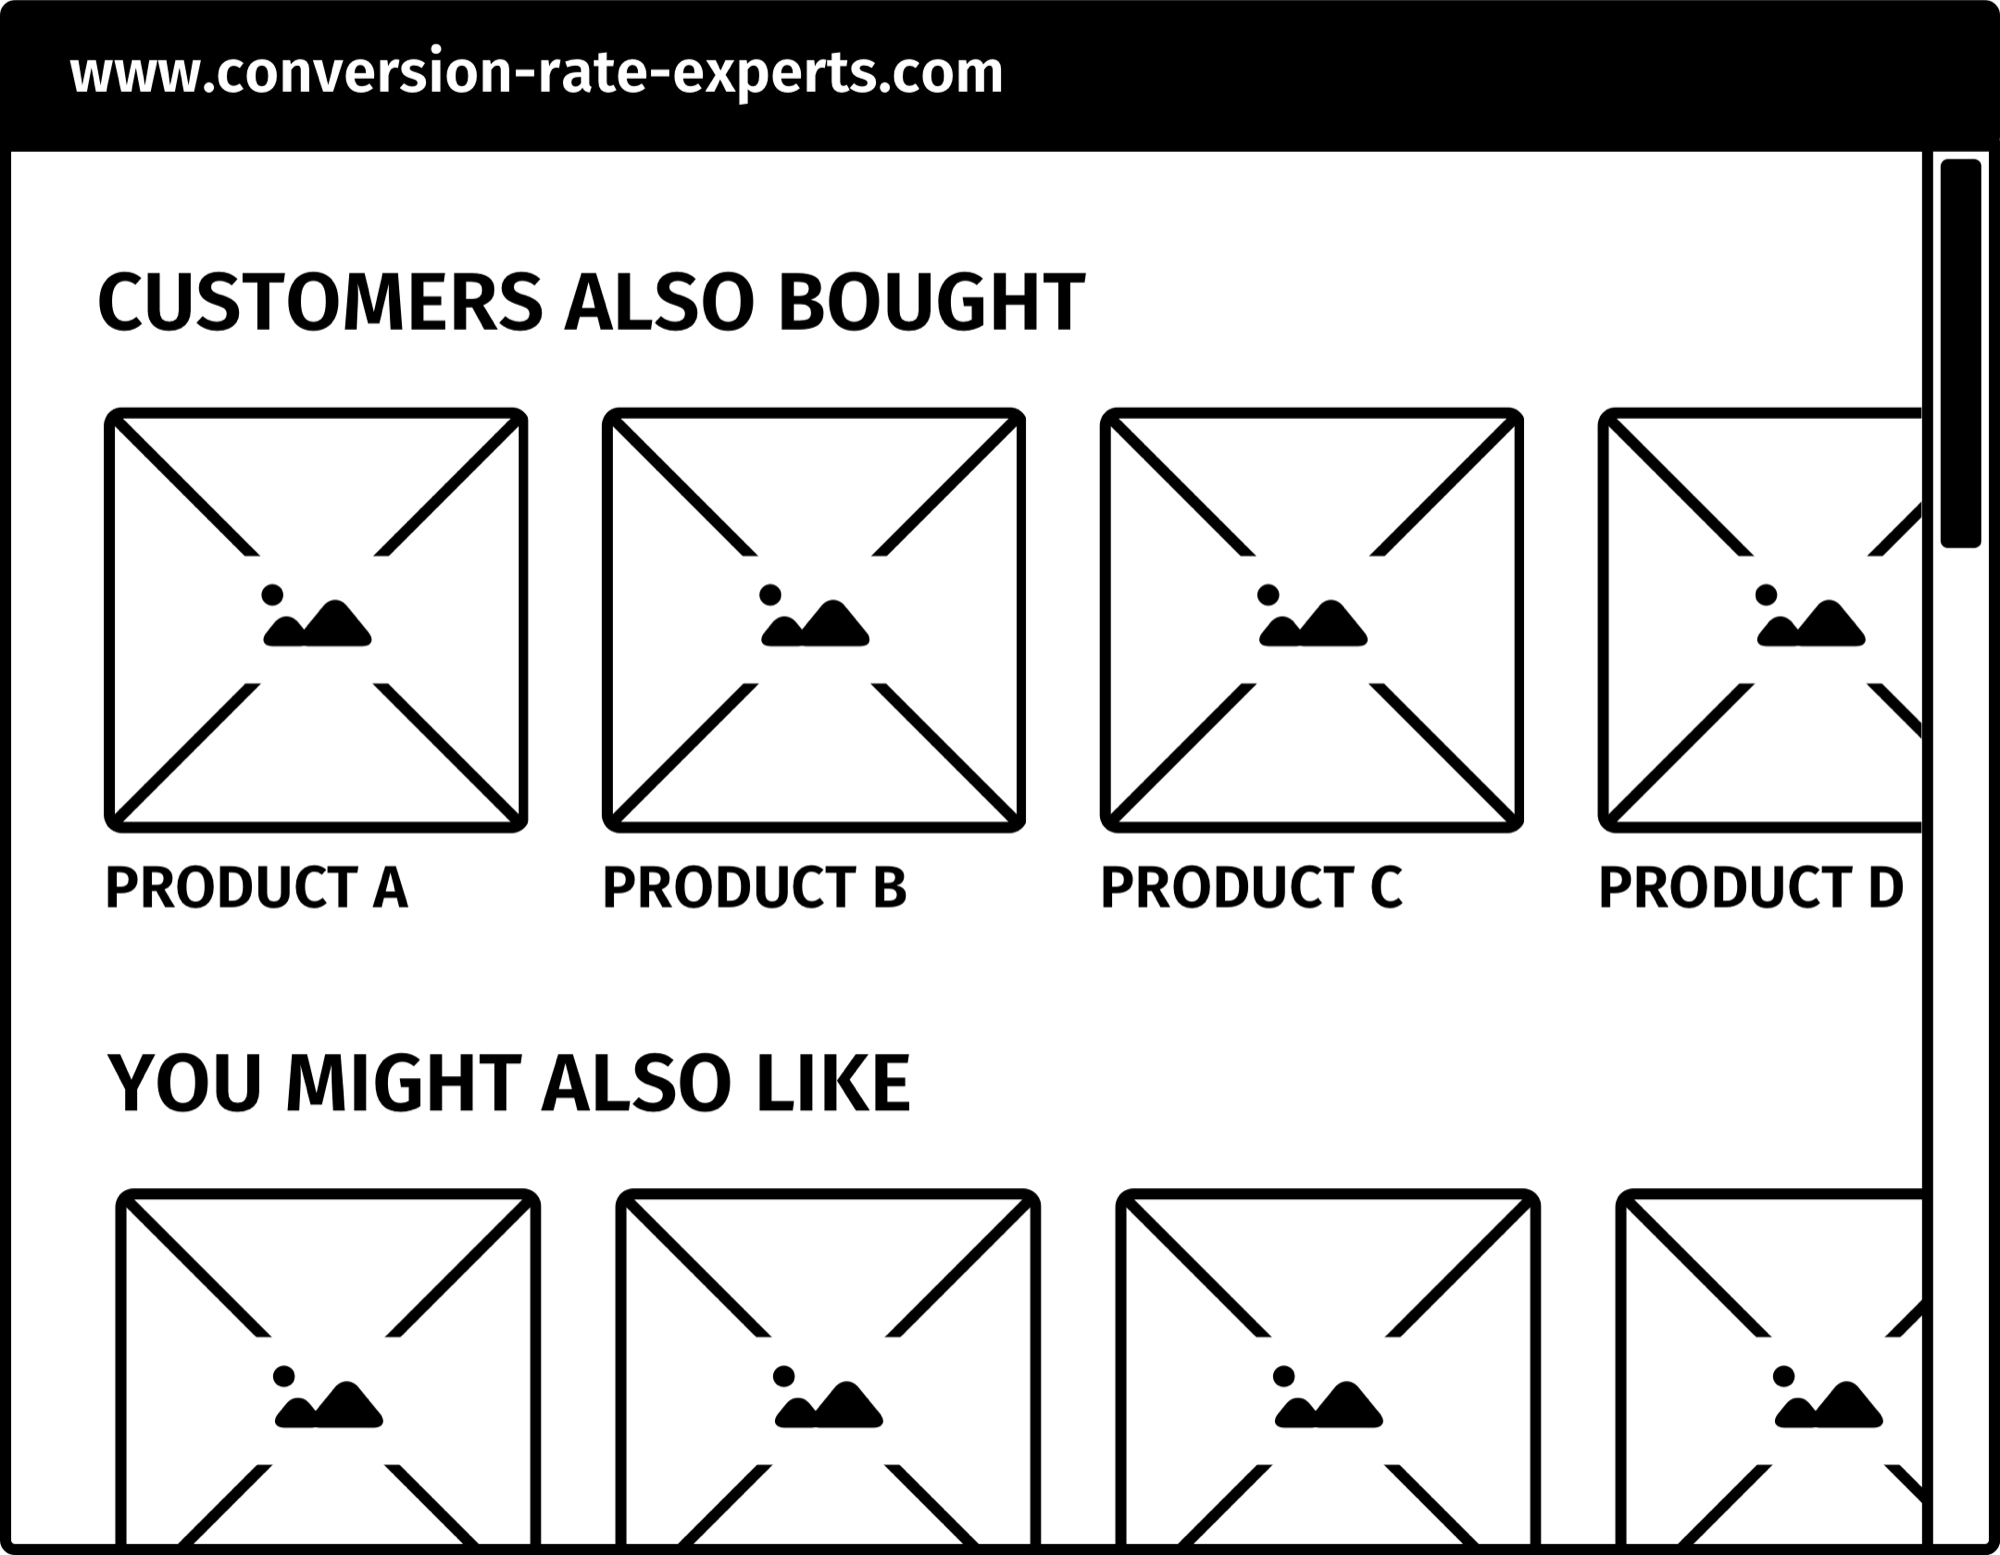 www.conversion-rate-experts.com
CUSTOMERS ALSO BOUGHT
PRODUCT A PRODUCT B PRODUCT C PRODUCT D
YOU MIGHT ALSO LIKE